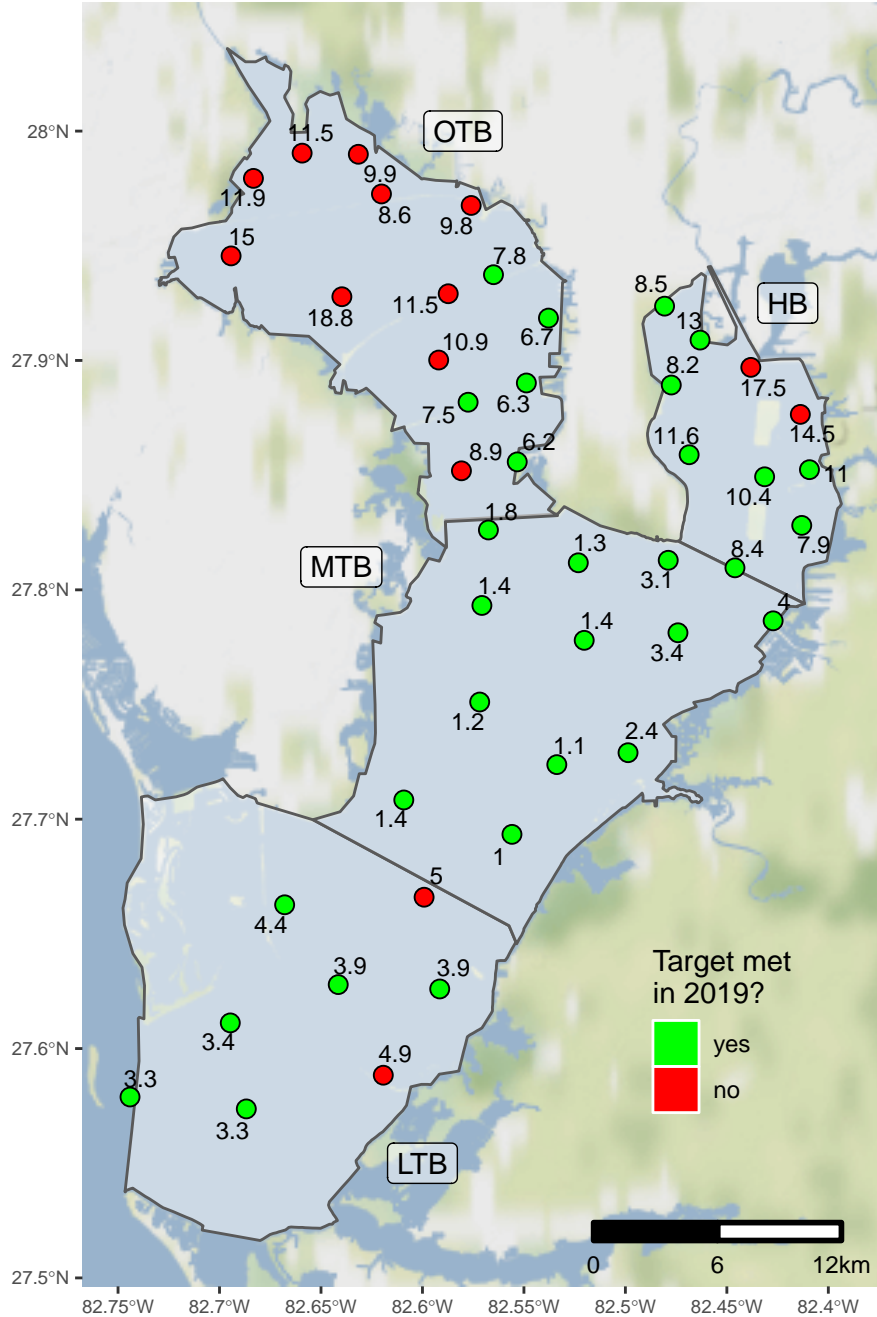 28°N
27.9°N
27.8°N
27.7°N
27.6°N
27.5°N
OTB
11.5
9.9
11.9
8.6
9.8
15
7.8
18.8
11.5
6.7
10.9
6.3
7.5
8.9
6.2
HB
8.5
13
8.2
17.5
14.5
11.6
10.4
11
7.9
MTB
1.8
1.3
3.1
8.4
4
1.4
1.4
3.4
1.2
1.1
2.4
1.4
1
5
4.4
3.9
3.9
3.4
4.9
3.3
3.3
LTB
Target met
in 2019?
yes
no
0 6 12km
82.75°W 82.7°W 82.65°W 82.6°W 82.55°W 82.5°W 82.45°W 82.4°W